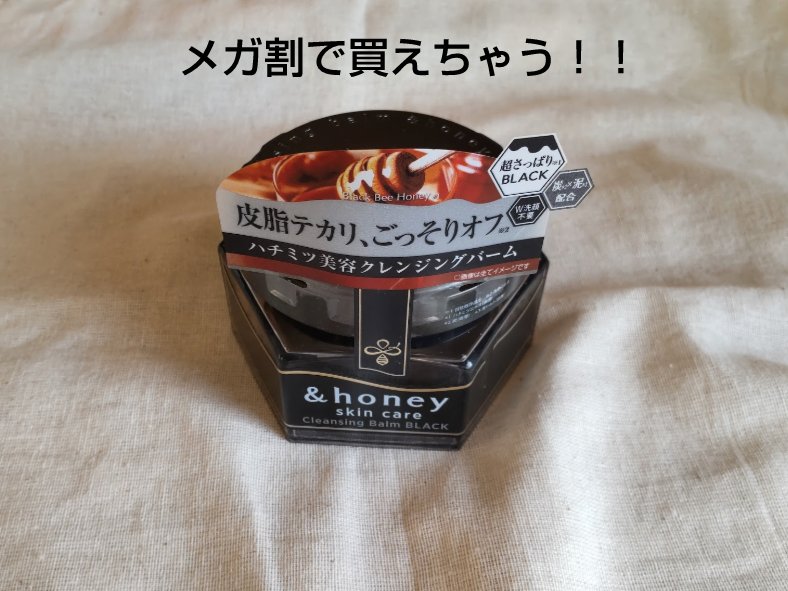 メガ割で買えちゃう！！
超さっぱり※1
BLACK
炭※×泥※
配合
W洗顔
不要
Black Bee Honey
皮脂テカリ、ごっそりオフ※2
ハチミツ美容クレンジングバーム
○画像は全てイメージです
&honey
skin care
Cleansing Balm BLACK